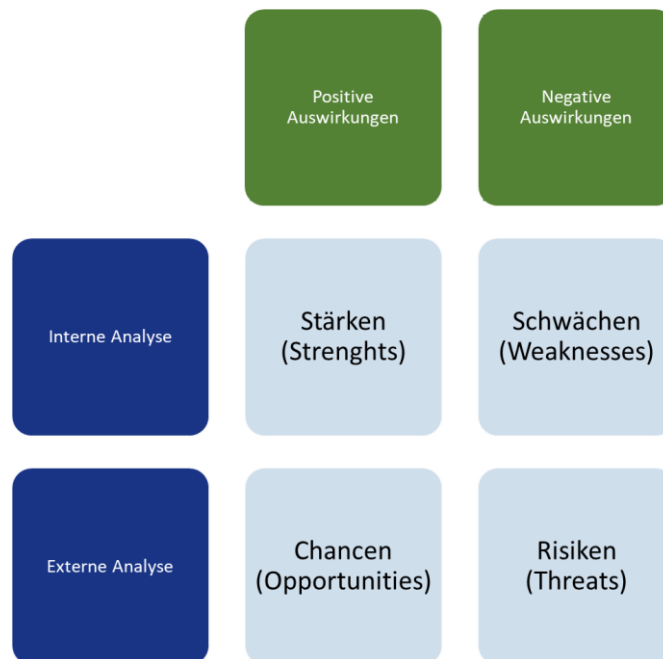 Positive
Auswirkungen
Negative
Auswirkungen
Interne Analyse
Stärken
(Strenghts)
Schwächen
(Weaknesses)
Externe Analyse
Chancen
(Opportunities)
Risiken
(Threats)